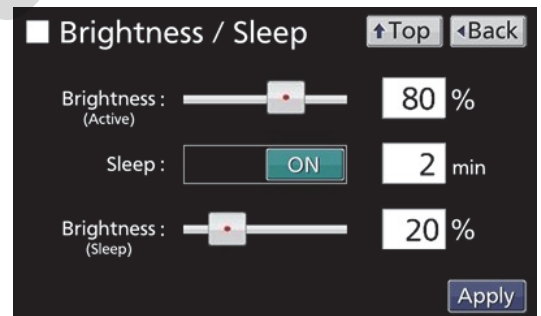 Brightness / Sleep Top Back
Brightness : 80 %
(Active)
Sleep : ON 2 min
Brightness : 20 %
(Sleep)
Apply